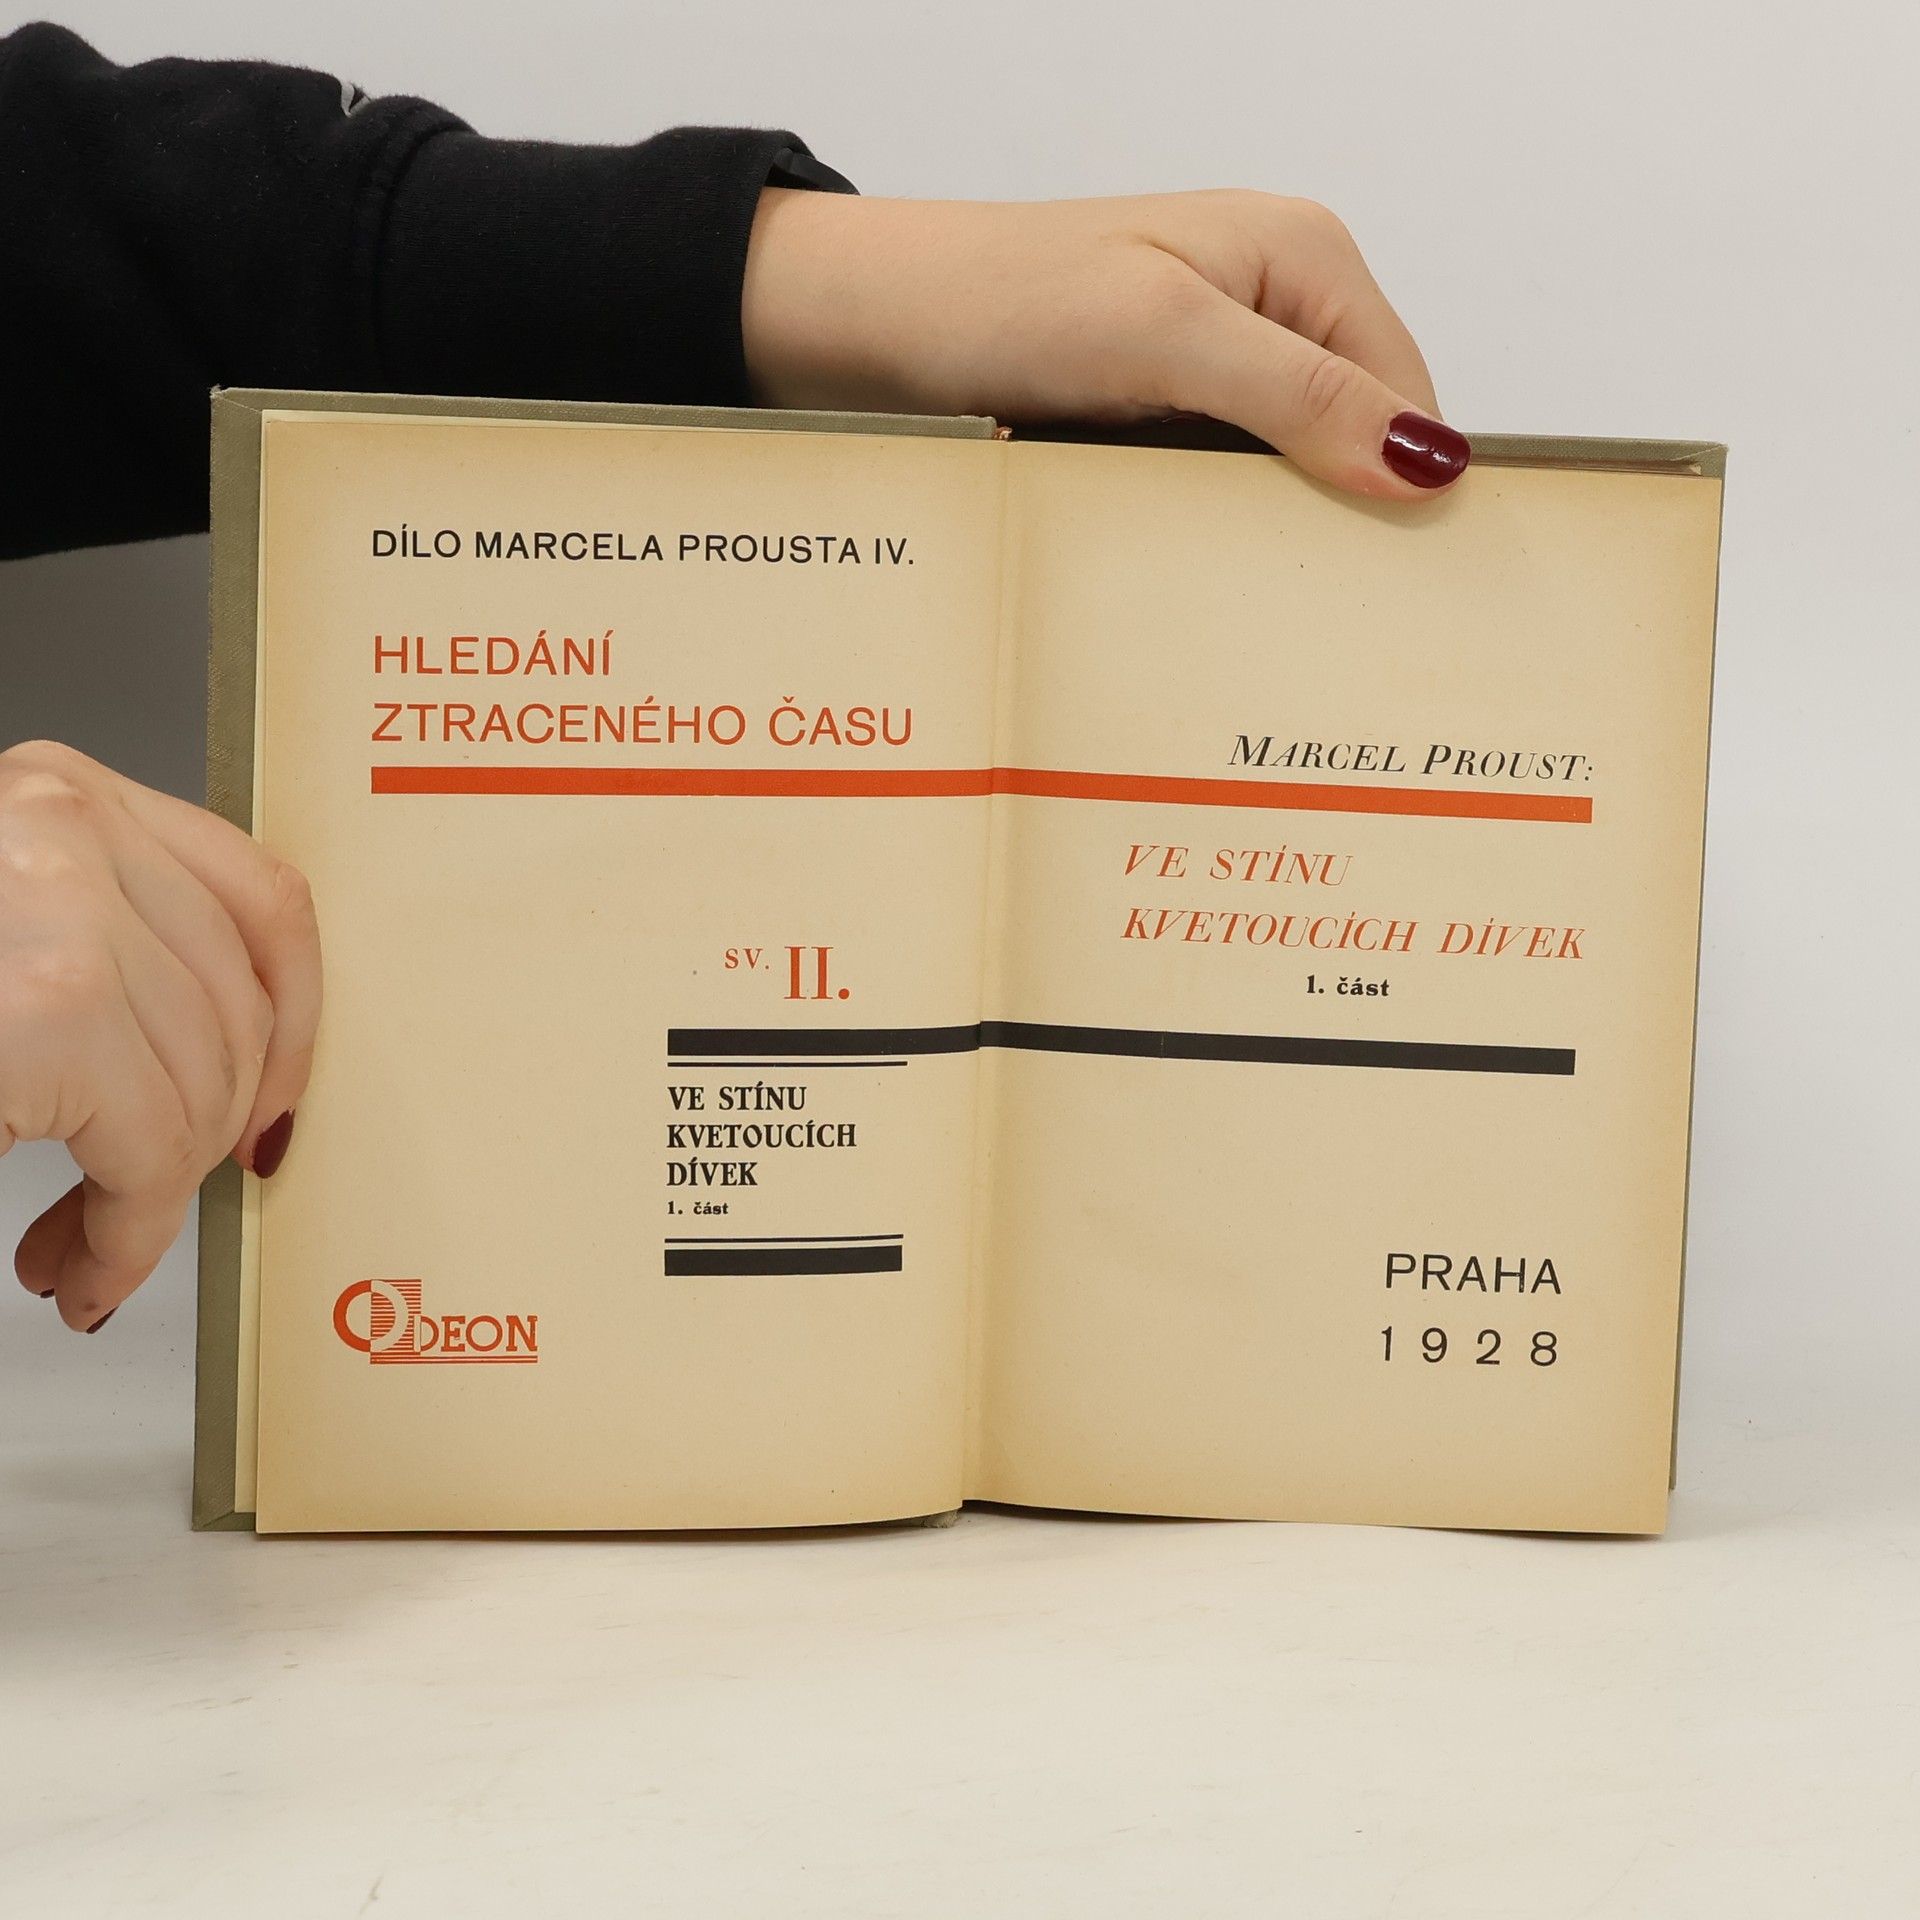 DÍLO MARCELA PROUSTA IV.
HLEDÁNÍ
ZTRACENÉHO ČASU
SV. II.
VE STÍNU
KVETOUCÍCH
DÍVEK
1. část
ODEON
MARCEL PROUST:
VE STÍNU
KVETOUCÍCH DÍVEK
1. část
PRAHA
1928